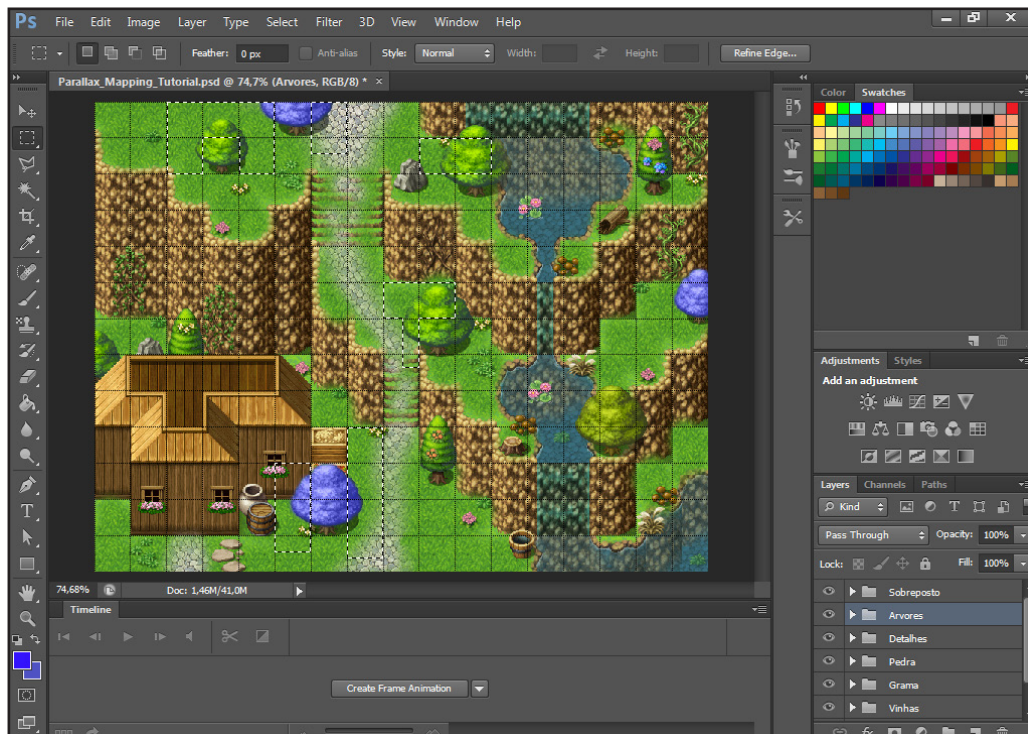 Ps File Edit Image Layer Type Select Filter 3D View Window Help
Feather: 0 px Anti-alias Style: Normal Width: Height: Refine Edge...
Parallax_Mapping_Tutorial.psd @ 74,7% (Arvores, RGB/8) * ×
Color Swatches
Adjustments Styles
Add an adjustment
Layers Channels Paths
Kind
Pass Through Opacity: 100%
Lock: Fill: 100%
Sobreposto
Arvores
Detalhes
Pedra
Grama
Vinhas
fx
74,68% Doc: 1,46M/41,0M
Timeline
Create Frame Animation